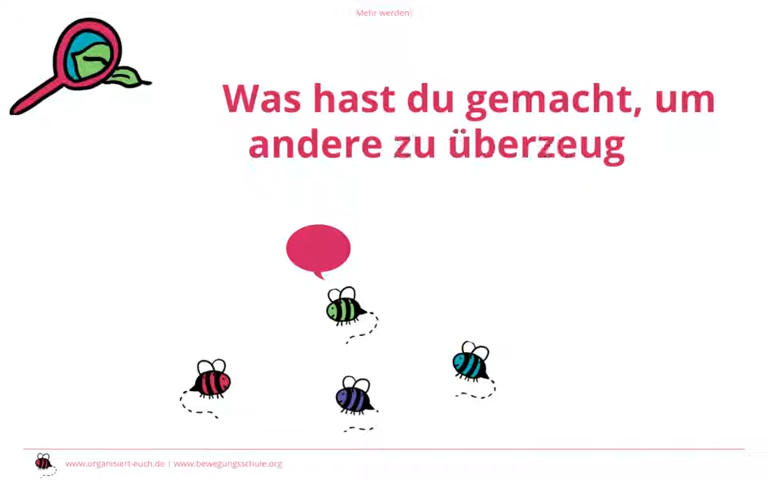 Mehr werden
Was hast du gemacht, um
andere zu überzeug
www.organisiert-euch.de | www.bewegungsschule.org